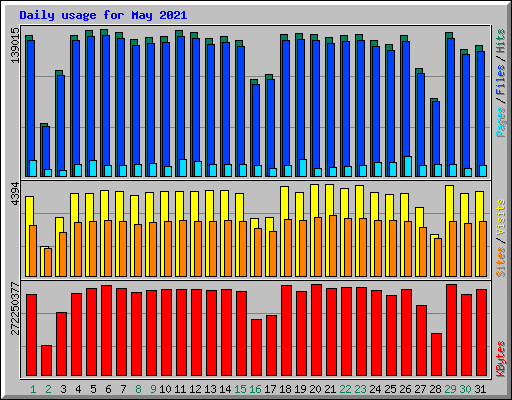 Daily usage for May 2021
139015
Pages / Files / Hits
4394
Sites / Visits
272250377
KBytes
1 2 3 4 5 6 7 8 9 10 11 12 13 14 15 16 17 18 19 20 21 22 23 24 25 26 27 28 29 30 31